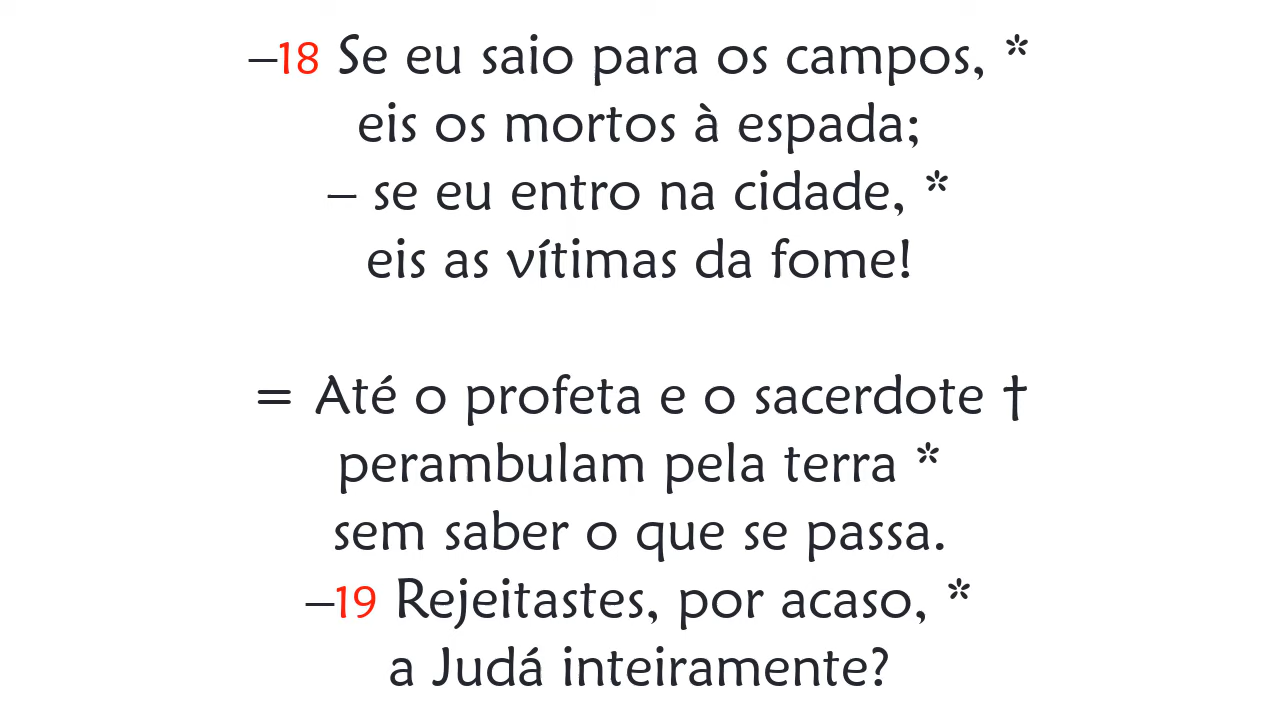 –18 Se eu saio para os campos, *
eis os mortos à espada;
– se eu entro na cidade, *
eis as vítimas da fome!
= Até o profeta e o sacerdote †
perambulam pela terra *
sem saber o que se passa.
–19 Rejeitastes, por acaso, *
a Judá inteiramente?